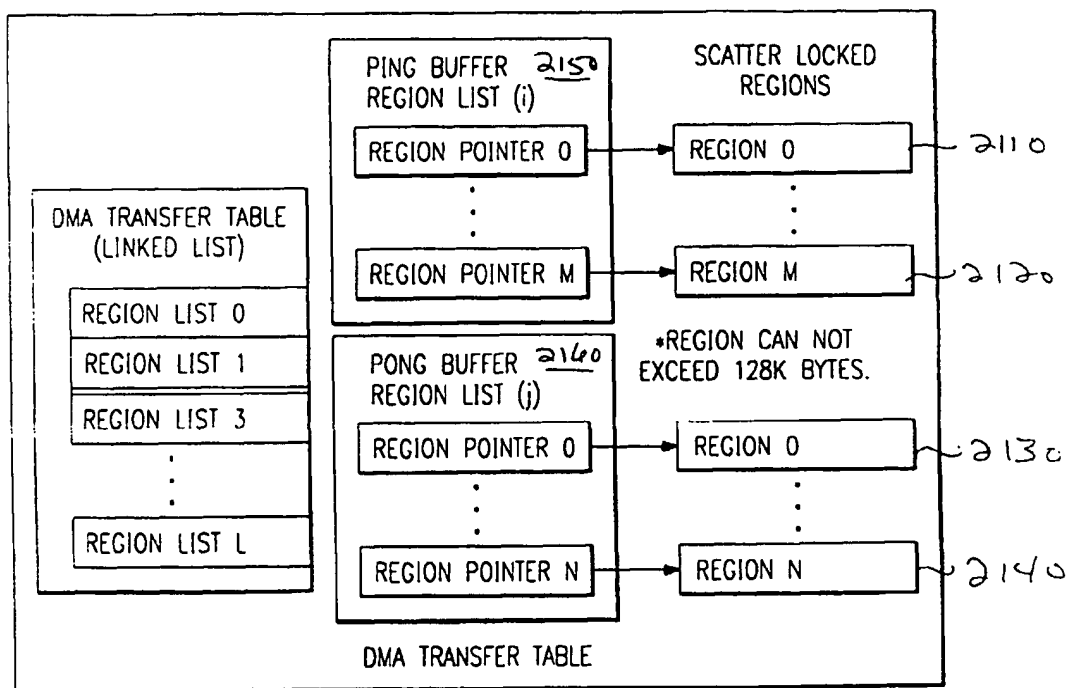 DMA TRANSFER TABLE
(LINKED LIST)
REGION LIST 0
REGION LIST 1
REGION LIST 3
REGION LIST L
PING BUFFER 2150
REGION LIST (i)
REGION POINTER 0
REGION POINTER M
PONG BUFFER 2160
REGION LIST (j)
REGION POINTER 0
REGION POINTER N
SCATTER LOCKED
REGIONS
REGION 0
2110
REGION M
2120
*REGION CAN NOT
EXCEED 128K BYTES.
REGION 0
2130
REGION N
2140
DMA TRANSFER TABLE